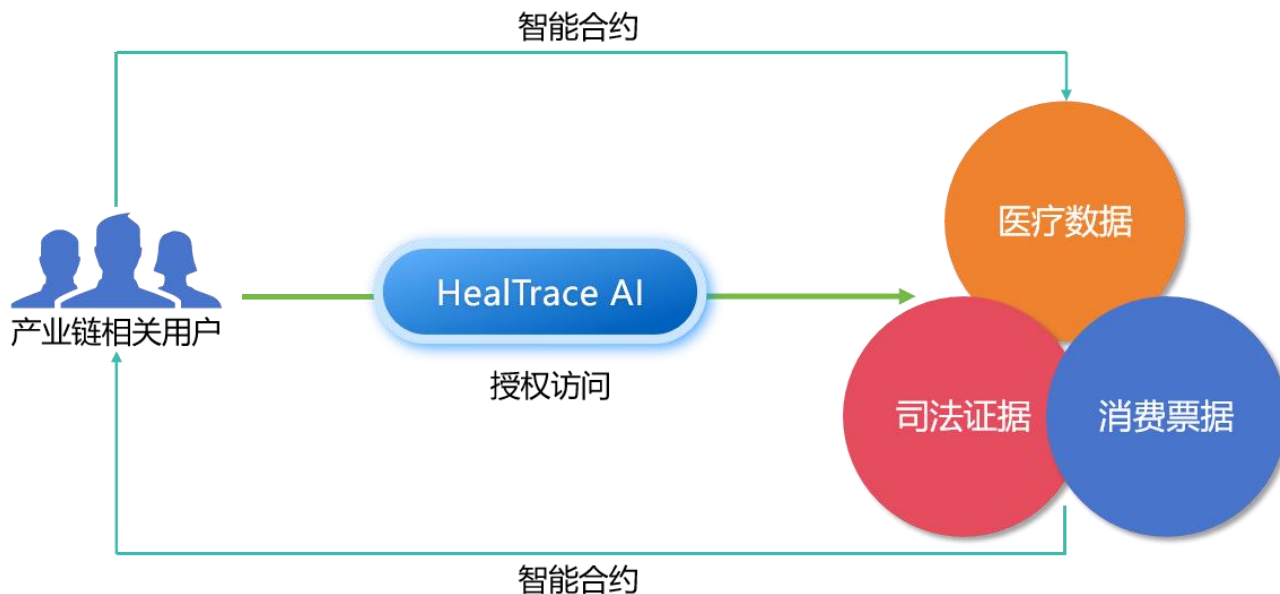 智能合约
医疗数据
HealTrace AI
产业链相关用户
授权访问
司法证据
消费票据
智能合约